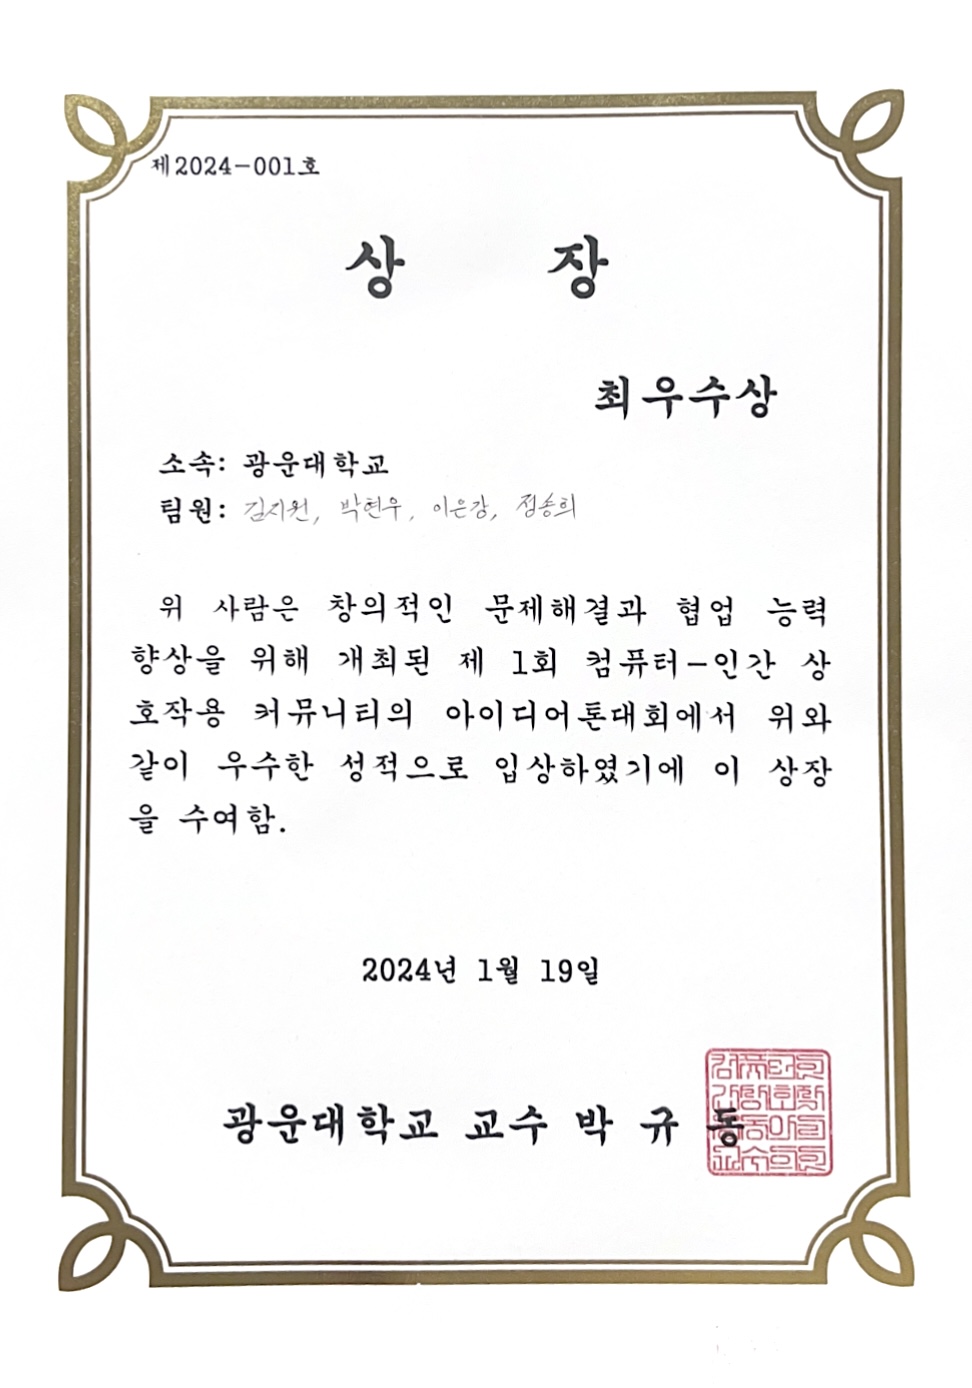 제2024-001호
상 장
최우수상
소속: 광운대학교
팀원: 김지원, 박현우, 이은강, 정송희
위 사람은 창의적인 문제해결과 협업 능력
향상을 위해 개최된 제 1회 컴퓨터-인간 상
호작용 커뮤니티의 아이디어톤대회에서 위와
같이 우수한 성적으로 입상하였기에 이 상장
을 수여함.
2024년 1월 19일
광운대학교 교수 박 규 동